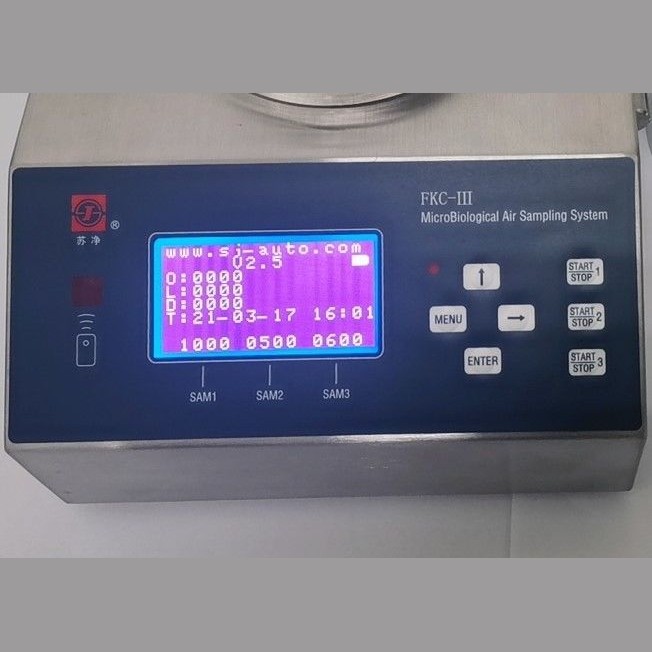 FKC-III
MicroBiological Air Sampling System
®
苏净
www.sj-auto.com
V2.5
O:0000
L:0000
D:0000
T:21-03-17 16:01
1000 0500 0600
SAM1 SAM2 SAM3
↑
MENU →
ENTER
START STOP 1
START STOP 2
START STOP 3